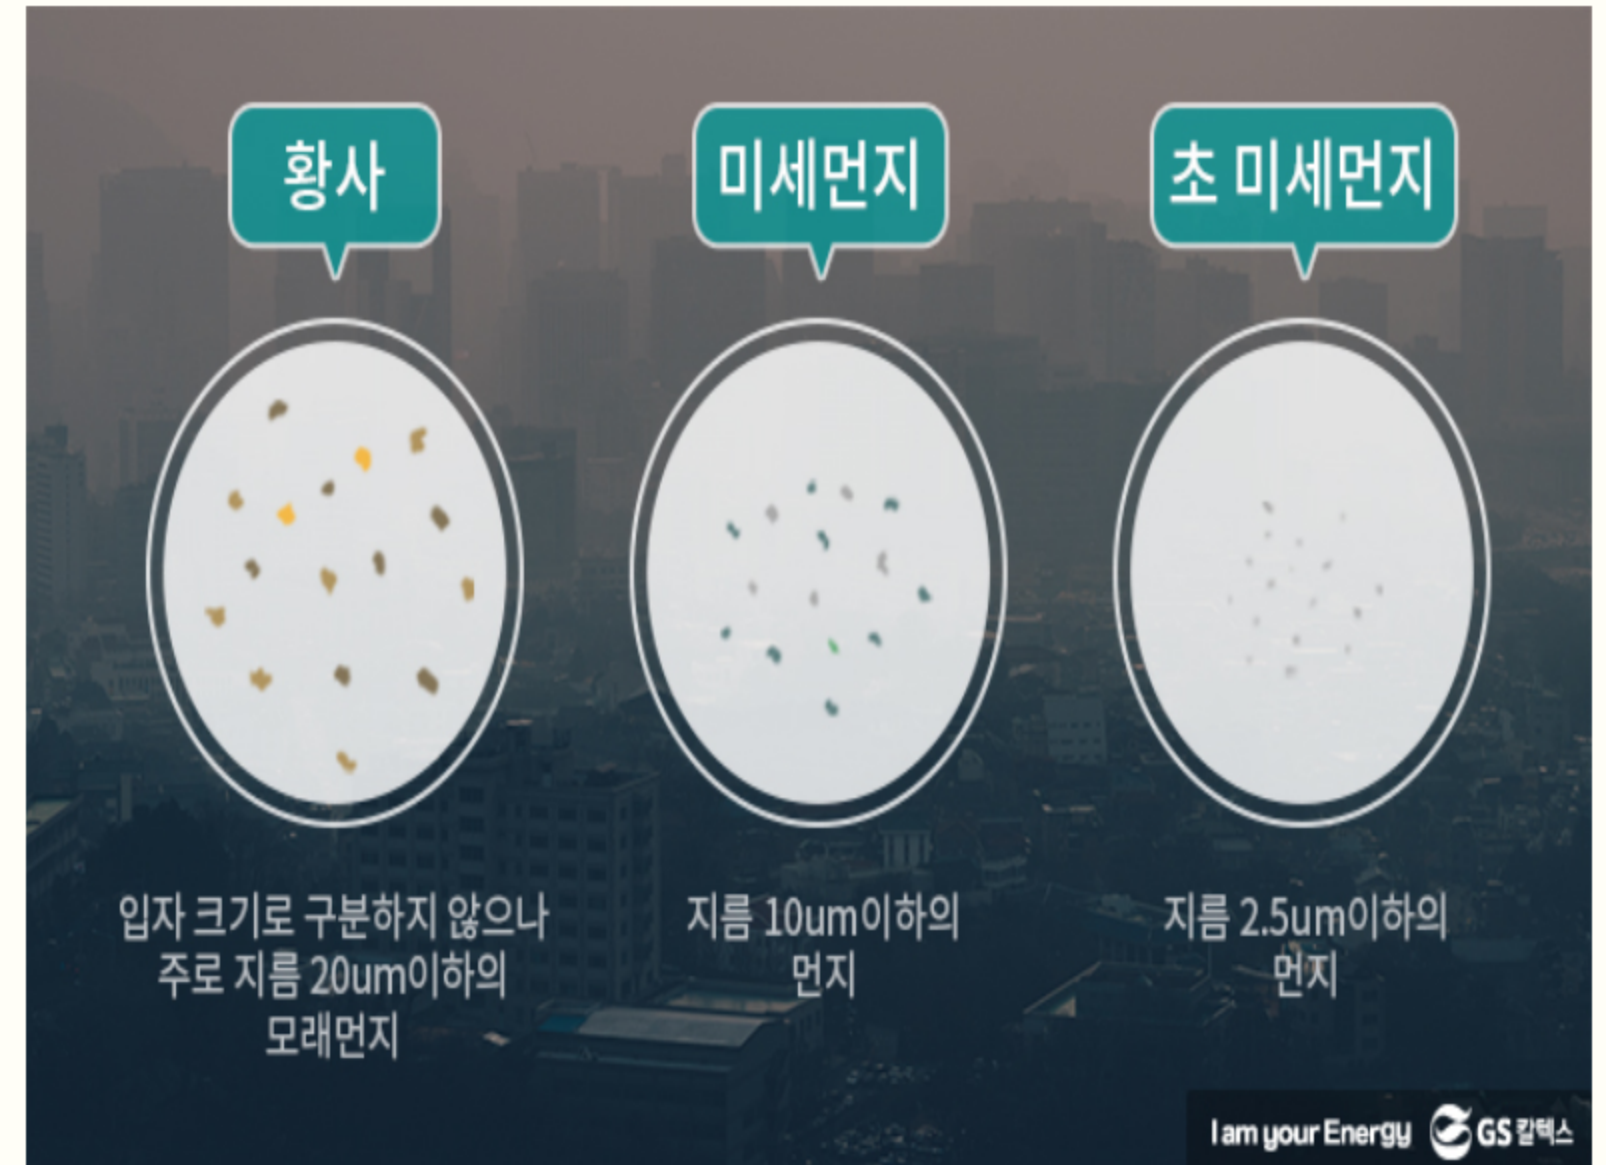 황사
미세먼지
초 미세먼지
입자 크기로 구분하지 않으나
주로 지름 20um이하의
모래먼지
지름 10um이하의
먼지
지름 2.5um이하의
먼지
I am your Energy GS 칼텍스